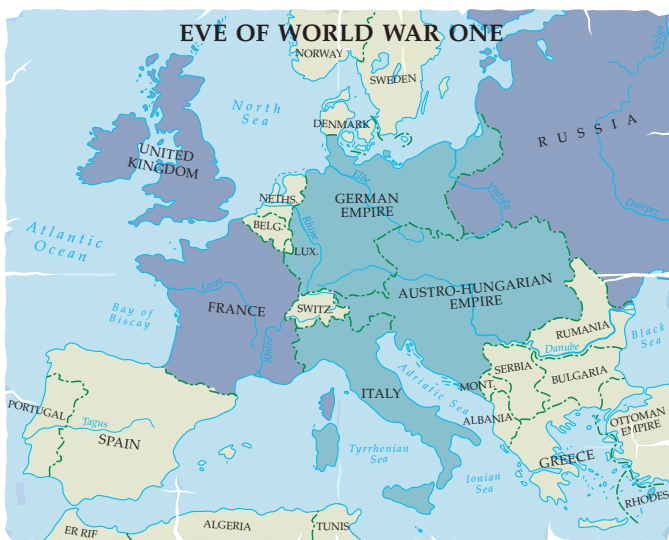 EVE OF WORLD WAR ONE
NORWAY
SWEDEN
North
Sea
DENMARK
RUSSIA
UNITED
KINGDOM
Volga
Elbe
NETHS.
GERMAN
EMPIRE
Vistula
Dnieper
BELG.
Rhine
Atlantic
Ocean
LUX.
Loire
AUSTRO-HUNGARIAN
EMPIRE
Bay of
Biscay
FRANCE
SWITZ.
RUMANIA
Black
Sea
Rhone
Danube
SERBIA
BULGARIA
Adriatic Sea
MONT.
ITALY
PORTUGAL
Tagus
ALBANIA
OTTOMAN
EMPIRE
SPAIN
Tyrrhenian
Sea
GREECE
Ionian
Sea
RHODES
ER RIF
ALGERIA
TUNIS